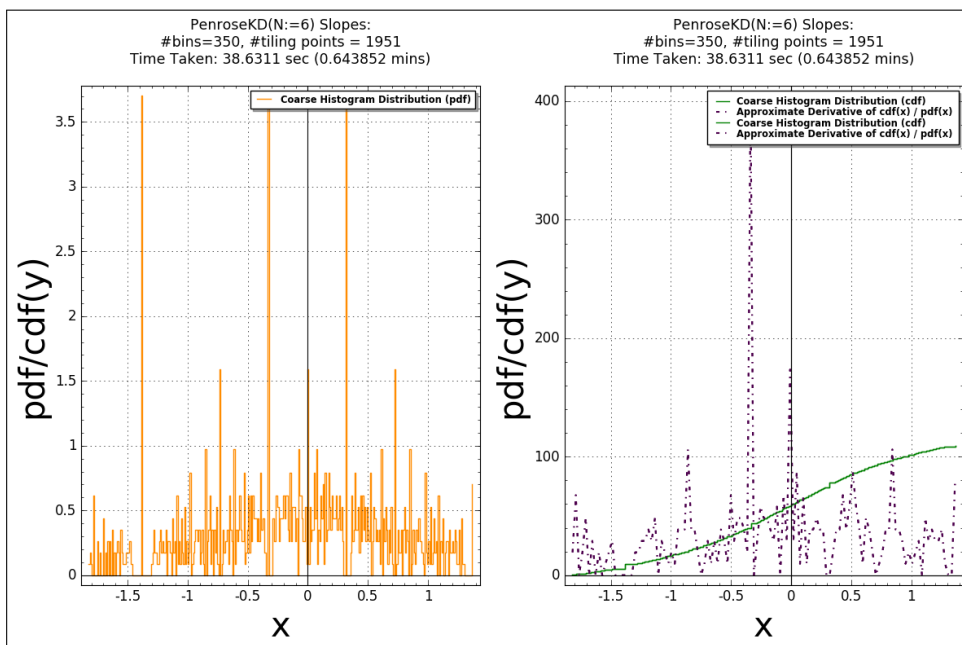 PenroseKD(N:=6) Slopes:
#bins=350, #tiling points = 1951
Time Taken: 38.6311 sec (0.643852 mins)
Coarse Histogram Distribution (pdf)
pdf/cdf(y)
3.5
3
2.5
2
1.5
1
0.5
0
-1.5
-1
-0.5
0
0.5
1
x
PenroseKD(N:=6) Slopes:
#bins=350, #tiling points = 1951
Time Taken: 38.6311 sec (0.643852 mins)
Coarse Histogram Distribution (cdf)
Approximate Derivative of cdf(x) / pdf(x)
Coarse Histogram Distribution (cdf)
Approximate Derivative of cdf(x) / pdf(x)
pdf/cdf(y)
400
300
200
100
0
-1.5
-1
-0.5
0
0.5
1
x